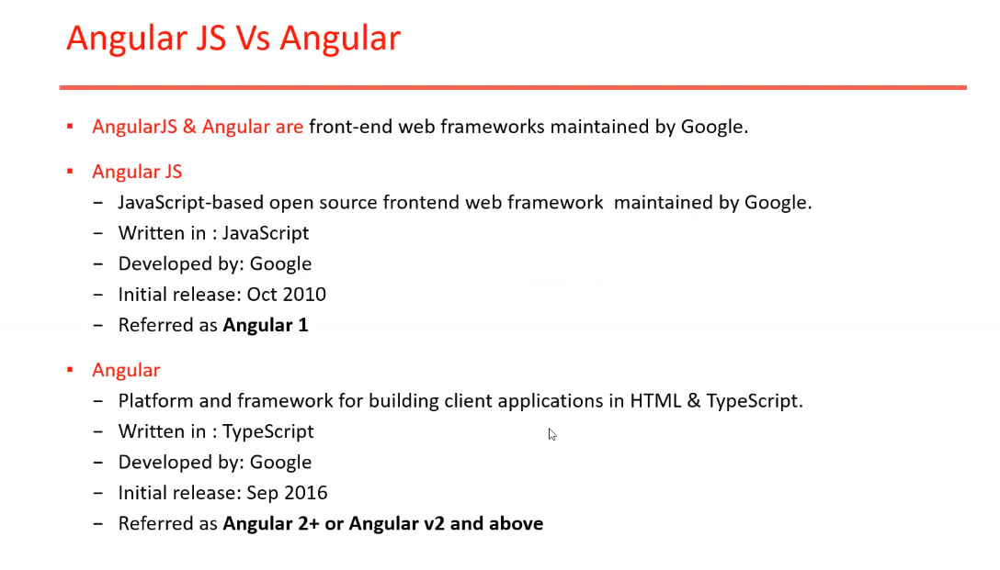 Angular JS Vs Angular
▪ AngularJS & Angular are front-end web frameworks maintained by Google.
▪ Angular JS
– JavaScript-based open source frontend web framework  maintained by Google.
– Written in : JavaScript
– Developed by: Google
– Initial release: Oct 2010
– Referred as Angular 1
▪ Angular
– Platform and framework for building client applications in HTML & TypeScript.
– Written in : TypeScript
– Developed by: Google
– Initial release: Sep 2016
– Referred as Angular 2+ or Angular v2 and above